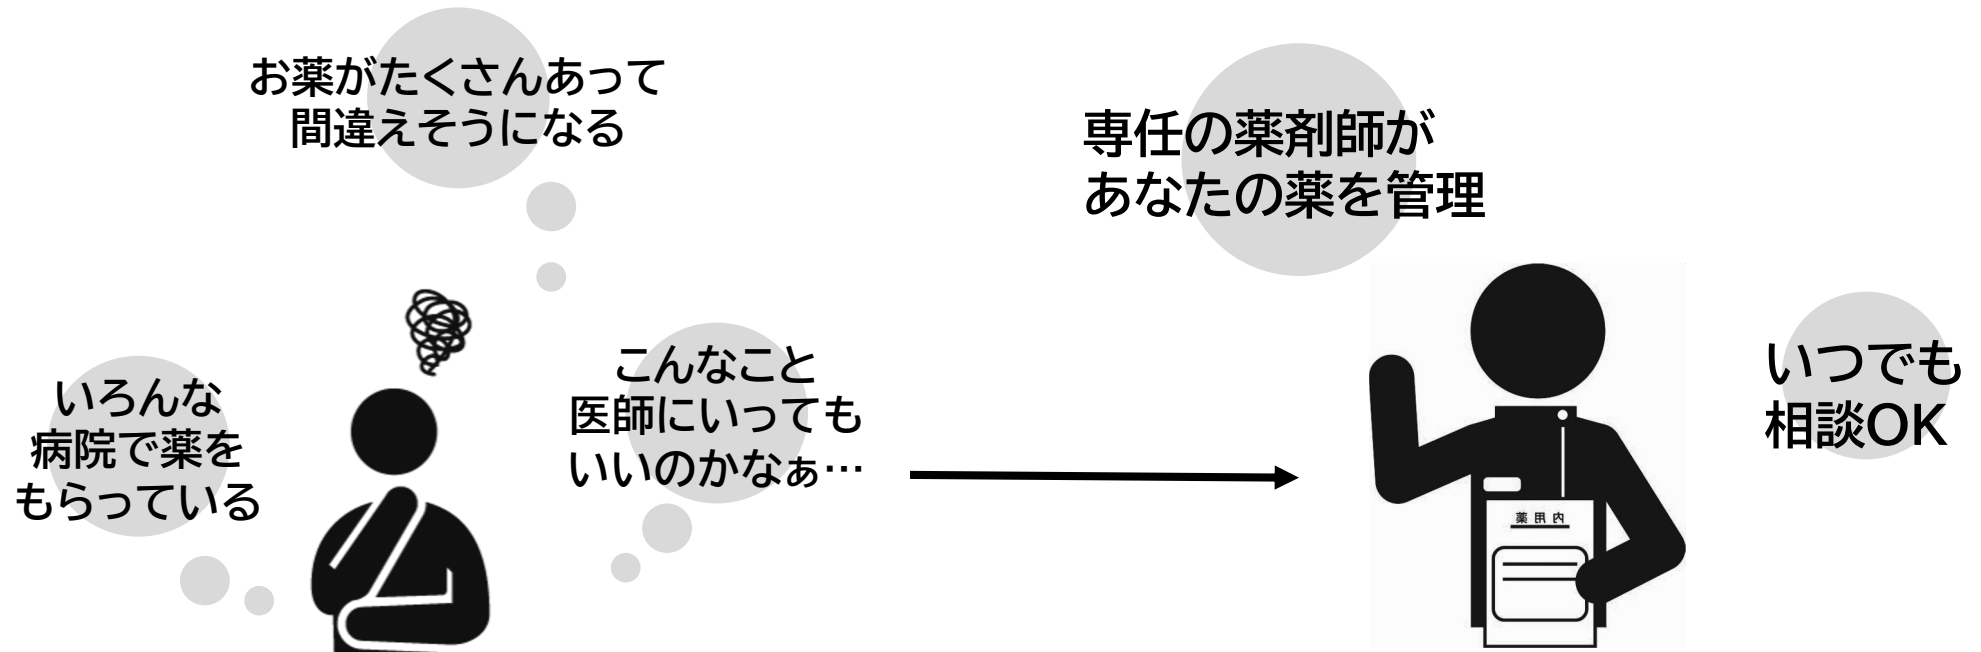 お薬がたくさんあって
間違えそうになる
いろんな
病院で薬を
もらっている
こんなこと
医師にいっても
いいのかなぁ…
専任の薬剤師が
あなたの薬を管理
いつでも
相談OK
内用薬